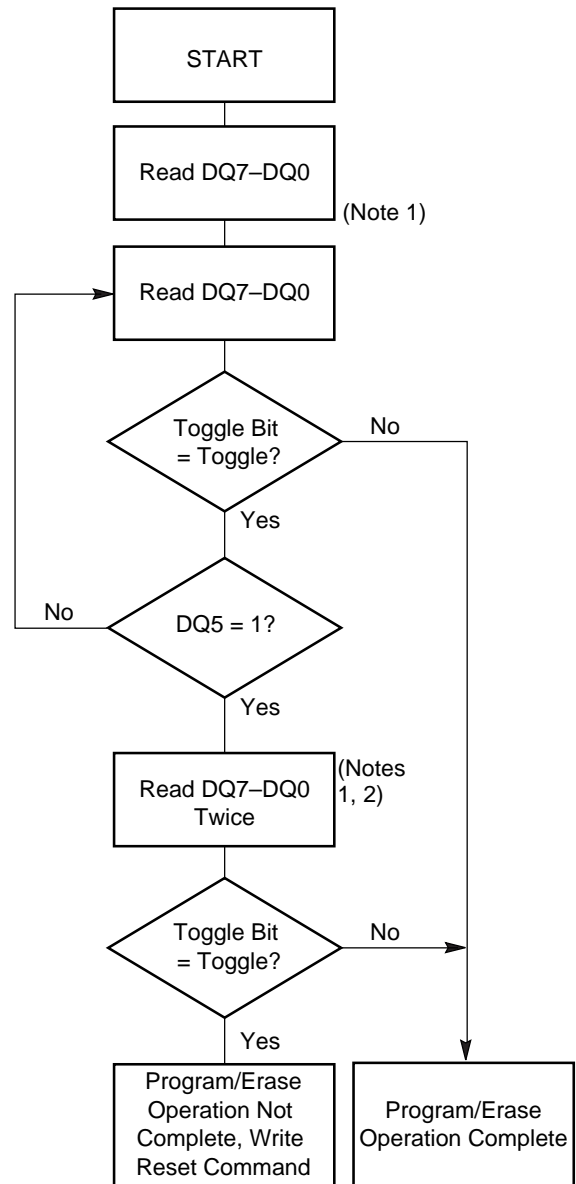 START
Read DQ7–DQ0
(Note 1)
Read DQ7–DQ0
Toggle Bit
= Toggle?
No
Yes
No
DQ5 = 1?
Yes
Read DQ7–DQ0
Twice
(Notes
1, 2)
Toggle Bit
= Toggle?
No
Yes
Program/Erase
Operation Not
Complete, Write
Reset Command
Program/Erase
Operation Complete